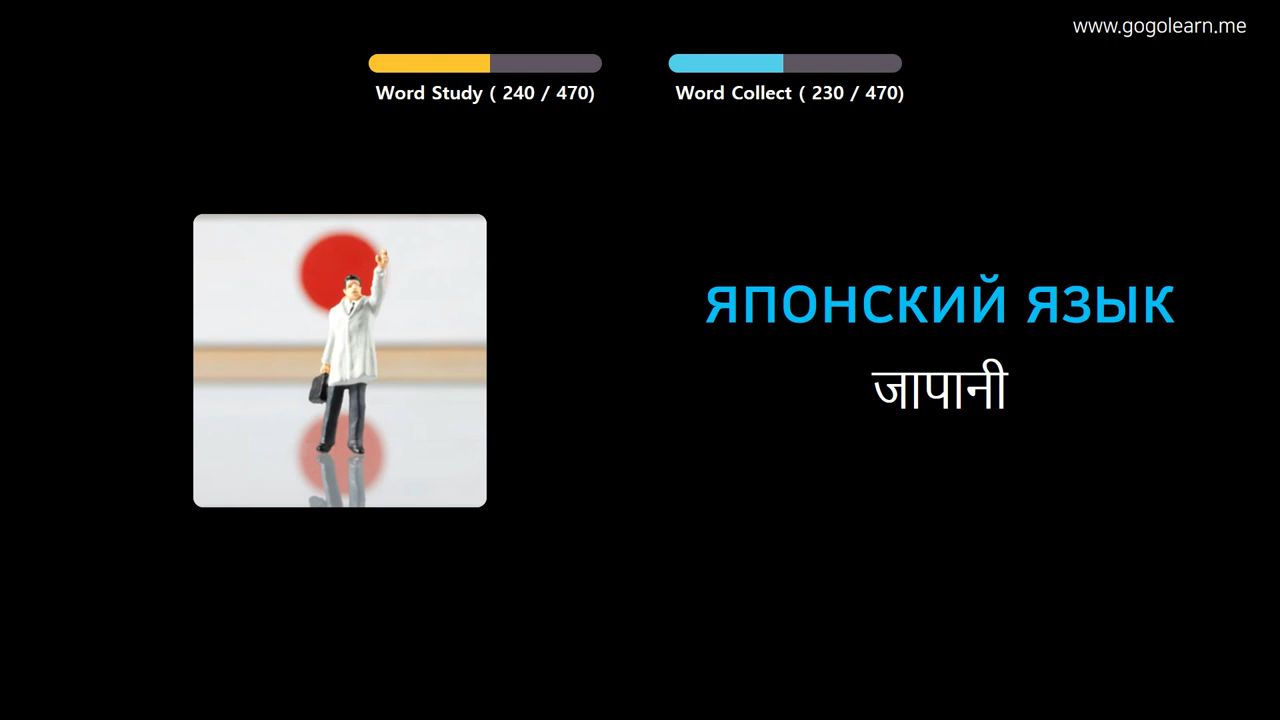 www.gogolearn.me
Word Study ( 240 / 470)
Word Collect ( 230 / 470)
японский язык
जापानी